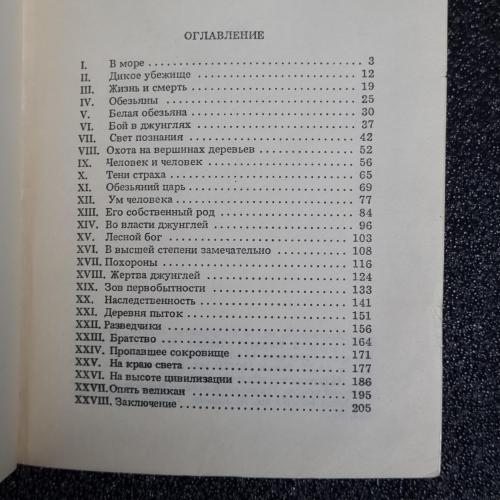 ОГЛАВЛЕНИЕ
I. В море 3
II. Дикое убежище 12
III. Жизнь и смерть 19
IV. Обезьяны 25
V. Белая обезьяна 30
VI. Бой в джунглях 37
VII. Свет познания 42
VIII. Охота на вершинах деревьев 52
IX. Человек и человек 56
X. Тени страха 65
XI. Обезьяний царь 69
XII. Ум человека 77
XIII. Его собственный род 84
XIV. Во власти джунглей 96
XV. Лесной бог 103
XVI. В высшей степени замечательно 108
XVII. Похороны 116
XVIII. Жертва джунглей 124
XIX. Зов первобытности 133
XX. Наследственность 141
XXI. Деревня пыток 151
XXII. Разведчики 156
XXIII. Братство 164
XXIV. Пропавшее сокровище 171
XXV. На краю света 177
XXVI. На высоте цивилизации 186
XXVII. Опять великан 195
XXVIII. Заключение 205